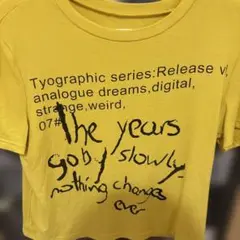 Tyographic series:Release v
analogue dreams,digital,
strange,weird,
07#
the years
go by slowly
nothing changes
ever